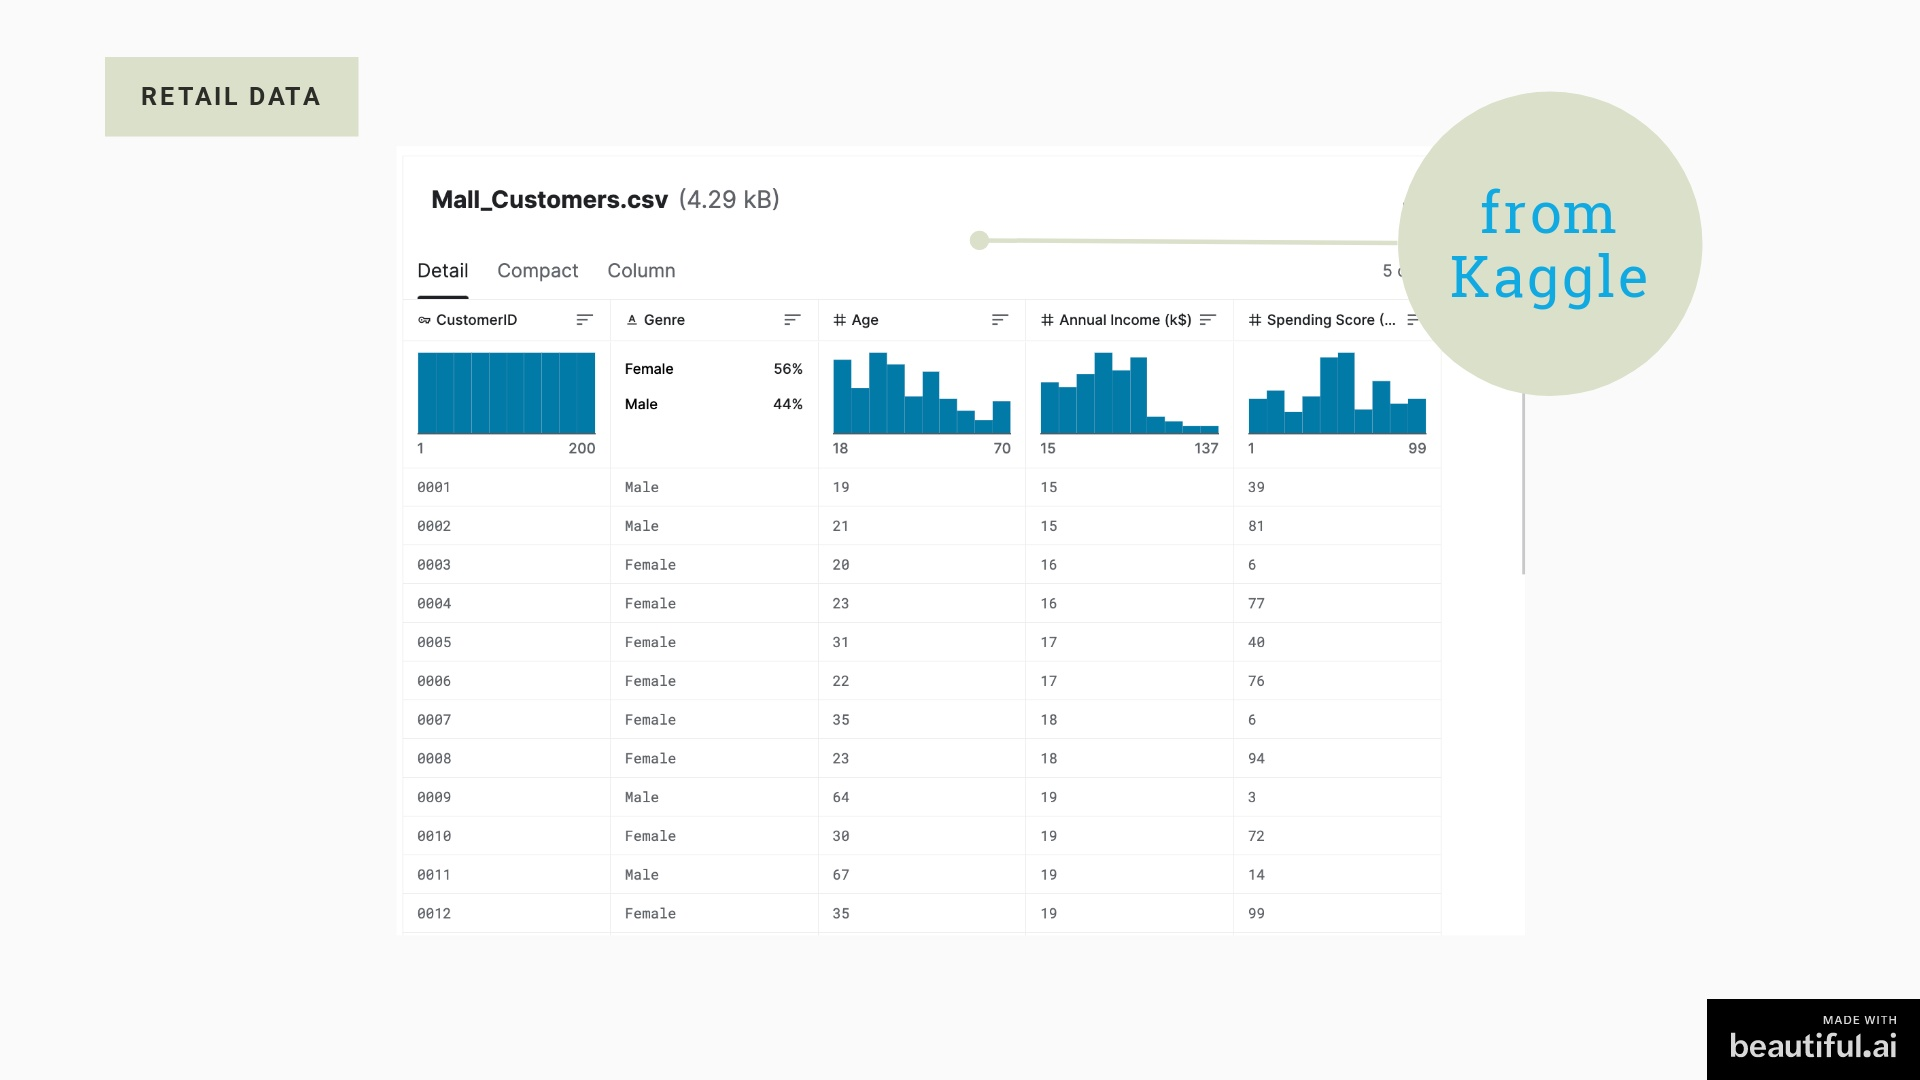 RETAIL DATA
from
Kaggle
Mall_Customers.csv (4.29 kB)
Detail Compact Column 5
CustomerID Genre Age Annual Income (k$) Spending Score (...
Female 56%
Male 44%
1 200 18 70 15 137 1 99
0001 Male 19 15 39
0002 Male 21 15 81
0003 Female 20 16 6
0004 Female 23 16 77
0005 Female 31 17 40
0006 Female 22 17 76
0007 Female 35 18 6
0008 Female 23 18 94
0009 Male 64 19 3
0010 Female 30 19 72
0011 Male 67 19 14
0012 Female 35 19 99
MADE WITH
beautiful.ai